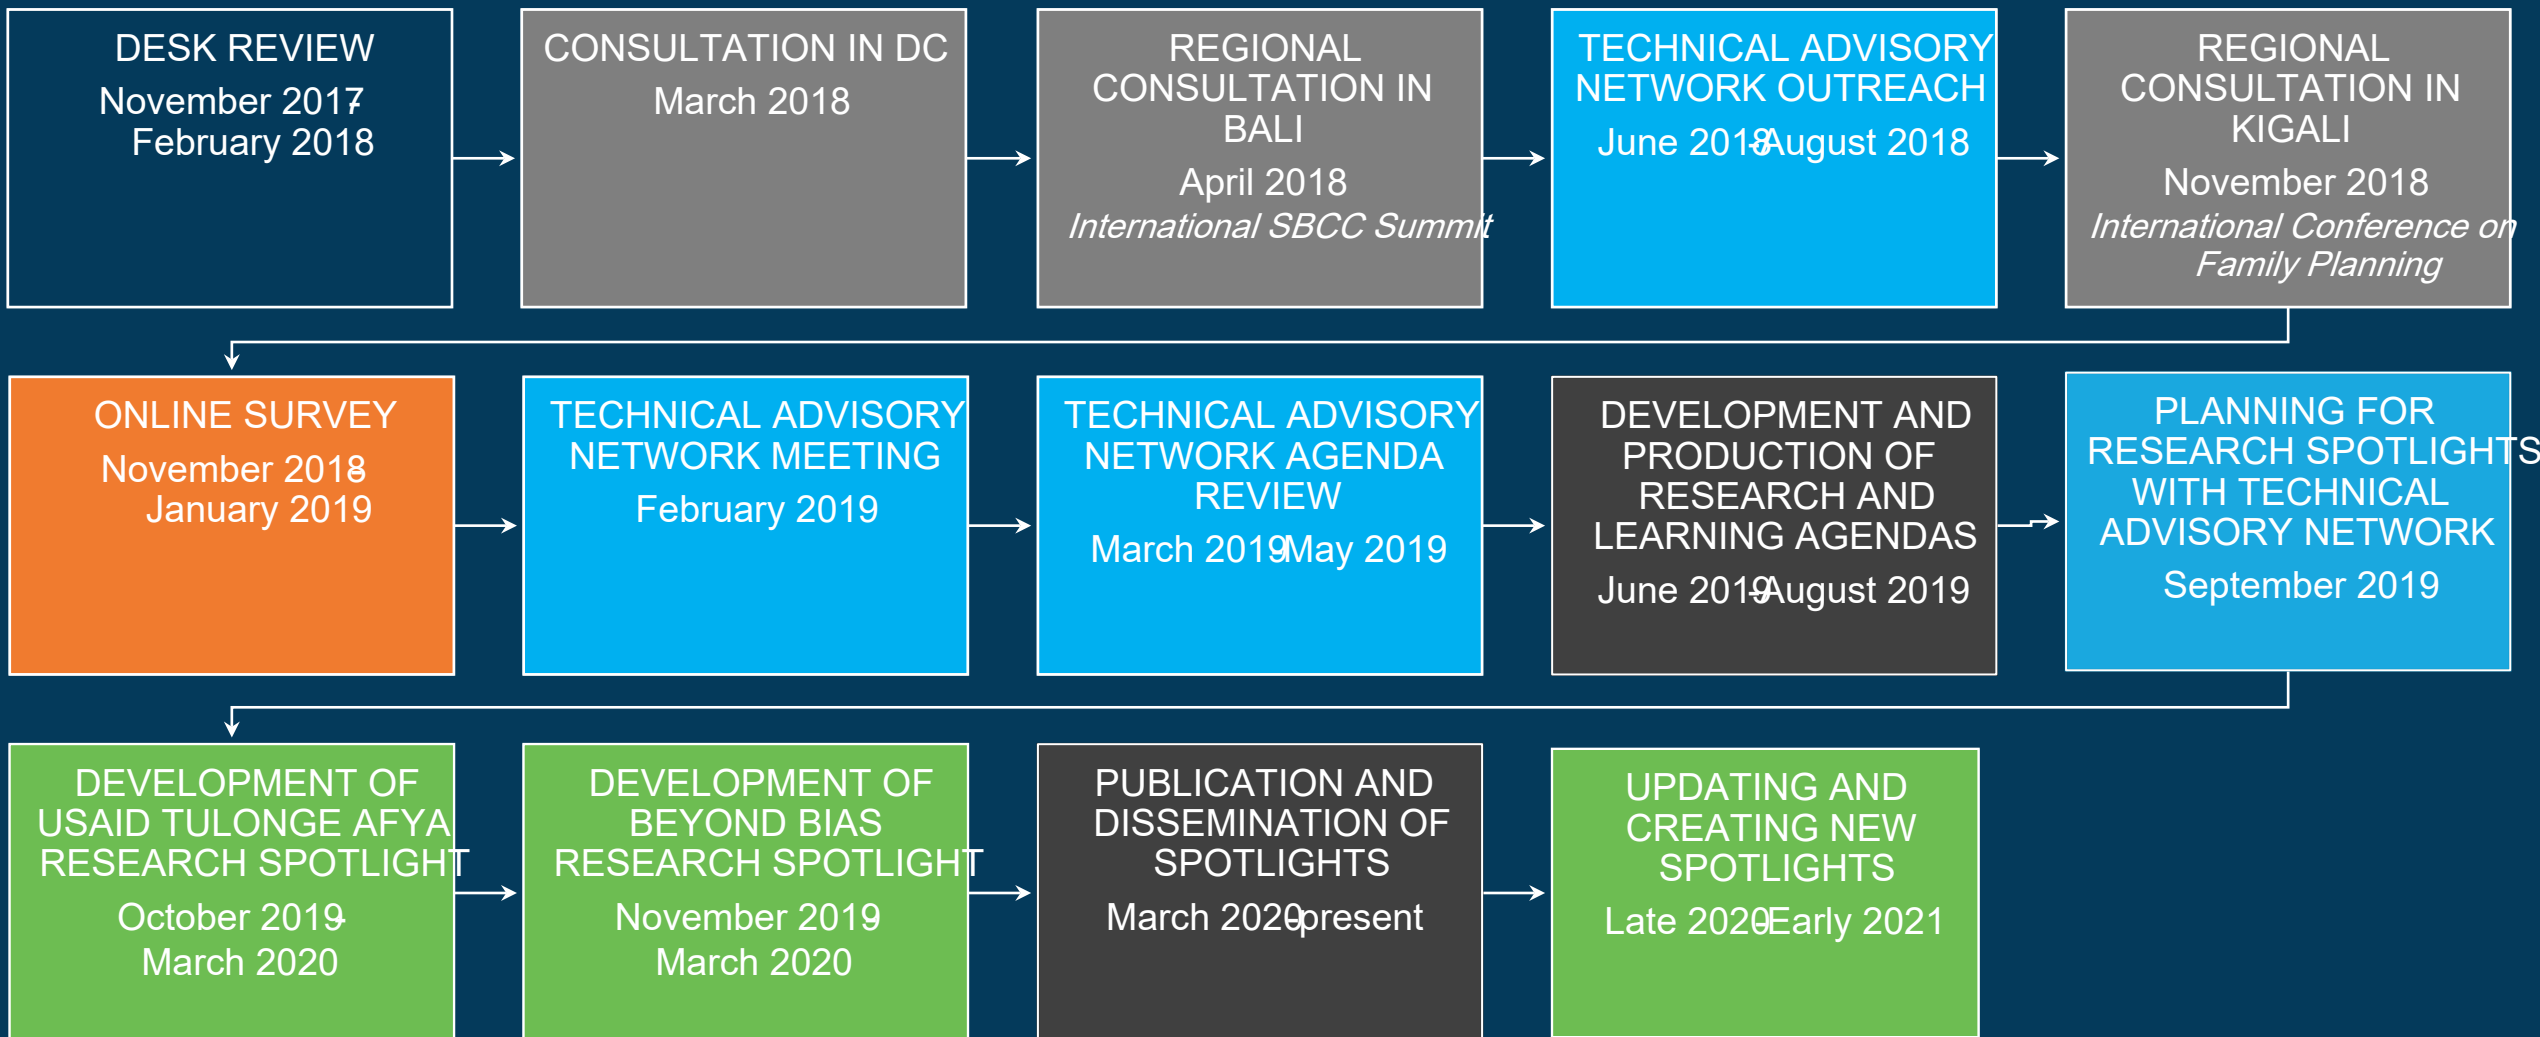 DESK REVIEW
November 2017-
February 2018
CONSULTATION IN DC
March 2018
REGIONAL
CONSULTATION IN
BALI
April 2018
International SBCC Summit
TECHNICAL ADVISORY
NETWORK OUTREACH
June 2018-August 2018
REGIONAL
CONSULTATION IN
KIGALI
November 2018
International Conference on
Family Planning
ONLINE SURVEY
November 2018-
January 2019
TECHNICAL ADVISORY
NETWORK MEETING
February 2019
TECHNICAL ADVISORY
NETWORK AGENDA
REVIEW
March 2019-May 2019
DEVELOPMENT AND
PRODUCTION OF
RESEARCH AND
LEARNING AGENDAS
June 2019-August 2019
PLANNING FOR
RESEARCH SPOTLIGHTS
WITH TECHNICAL
ADVISORY NETWORK
September 2019
DEVELOPMENT OF
USAID TULONGE AFYA
RESEARCH SPOTLIGHT
October 2019-
March 2020
DEVELOPMENT OF
BEYOND BIAS
RESEARCH SPOTLIGHT
November 2019-
March 2020
PUBLICATION AND
DISSEMINATION OF
SPOTLIGHTS
March 2020-present
UPDATING AND
CREATING NEW
SPOTLIGHTS
Late 2020-Early 2021